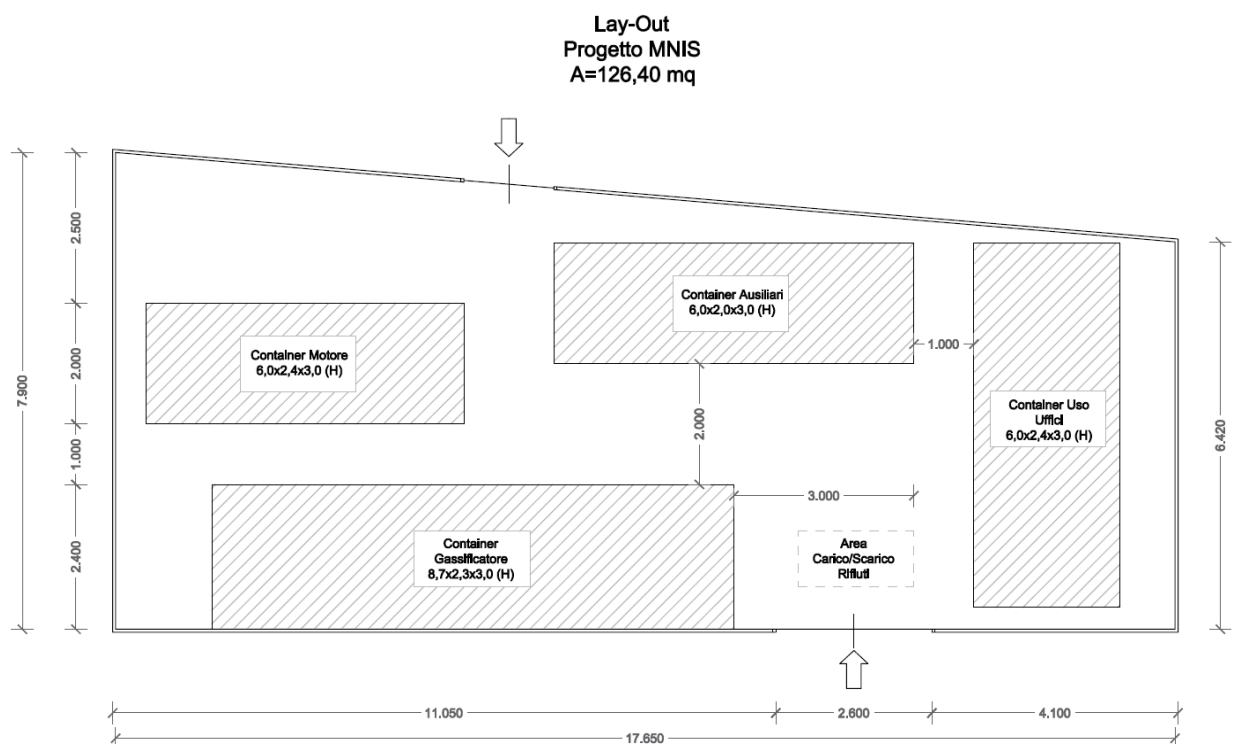 Lay-Out
Progetto MNIS
A=126,40 mq
2.500
7.900
2.000
1.000
2.400
Container Motore
6,0x2,4x3,0 (H)
Container Ausiliari
6,0x2,0x3,0 (H)
1.000
Container Uso
Uffici
6,0x2,4x3,0 (H)
6.420
2.000
3.000
Container
Gassificatore
8,7x2,3x3,0 (H)
Area
Carico/Scarico
Rifiuti
11.050
2.600
4.100
17.650